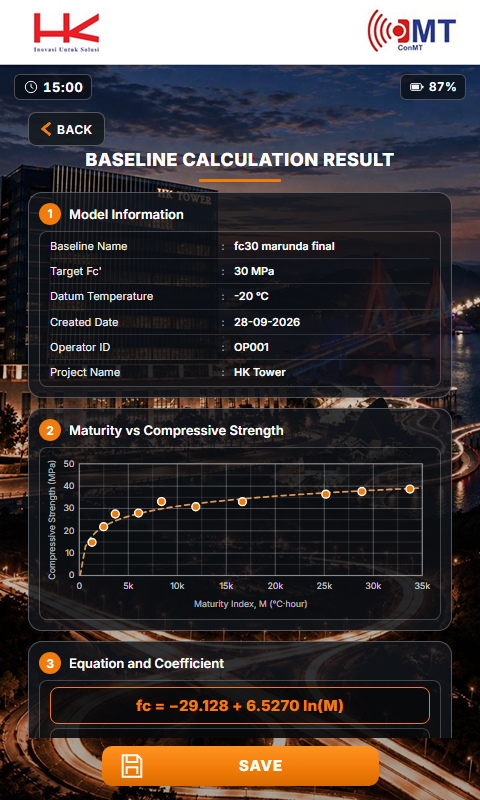 HK
Inovasi Untuk Solusi
MT
ConMT
15:00
87%
BACK
BASELINE CALCULATION RESULT
HK TOWER
1 Model Information
Baseline Name : fc30 marunda final
Target Fc' : 30 MPa
Datum Temperature : -20 °C
Created Date : 28-09-2026
Operator ID : OP001
Project Name : HK Tower
2 Maturity vs Compressive Strength
Compressive Strength (MPa)
50
40
30
20
10
0
0 5k 10k 15k 20k 25k 30k 35k
Maturity Index, M (°C·hour)
3 Equation and Coefficient
fc = −29.128 + 6.5270 ln(M)
SAVE